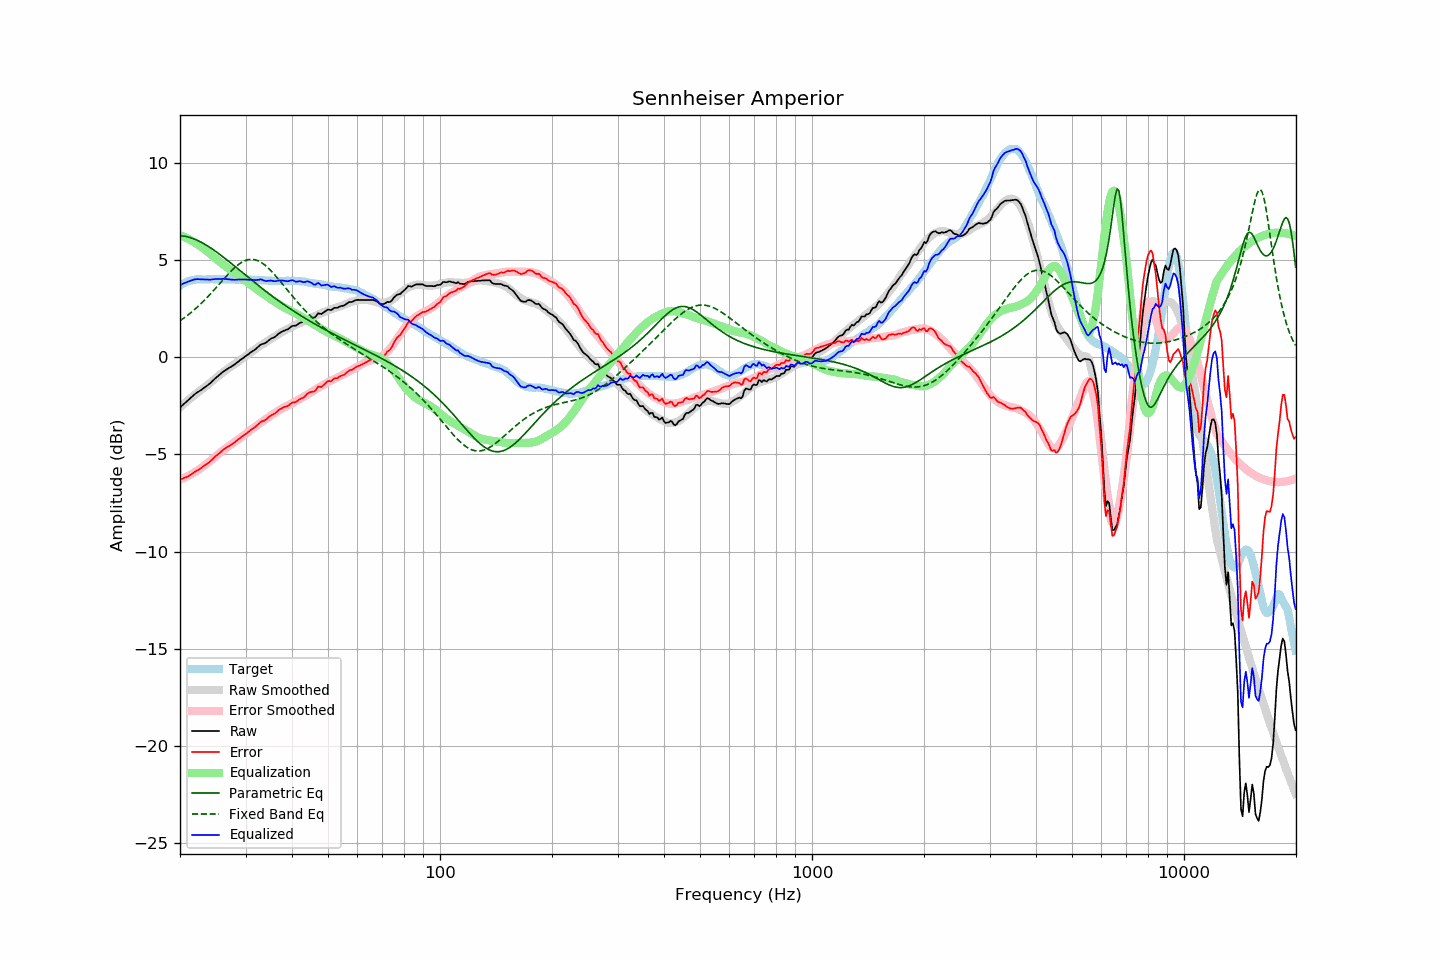 Sennheiser Amperior
10
5
0
−5
−10
−15
−20
−25
Amplitude (dBr)
Target
Raw Smoothed
Error Smoothed
Raw
Error
Equalization
Parametric Eq
Fixed Band Eq
Equalized
100
1000
10000
Frequency (Hz)